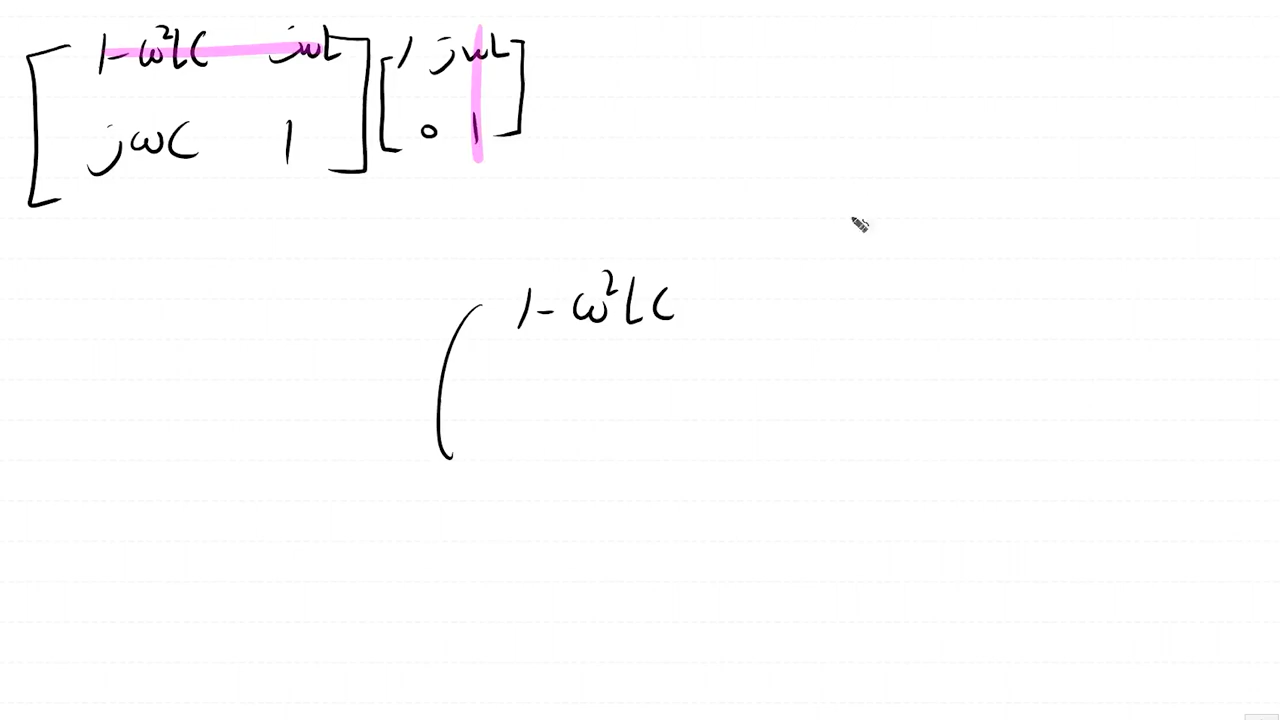 [ 1-ω²LC jωL ] [ 1 jωL ]
[ jωC 1 ] [ 0 1 ]
( 1-ω²LC